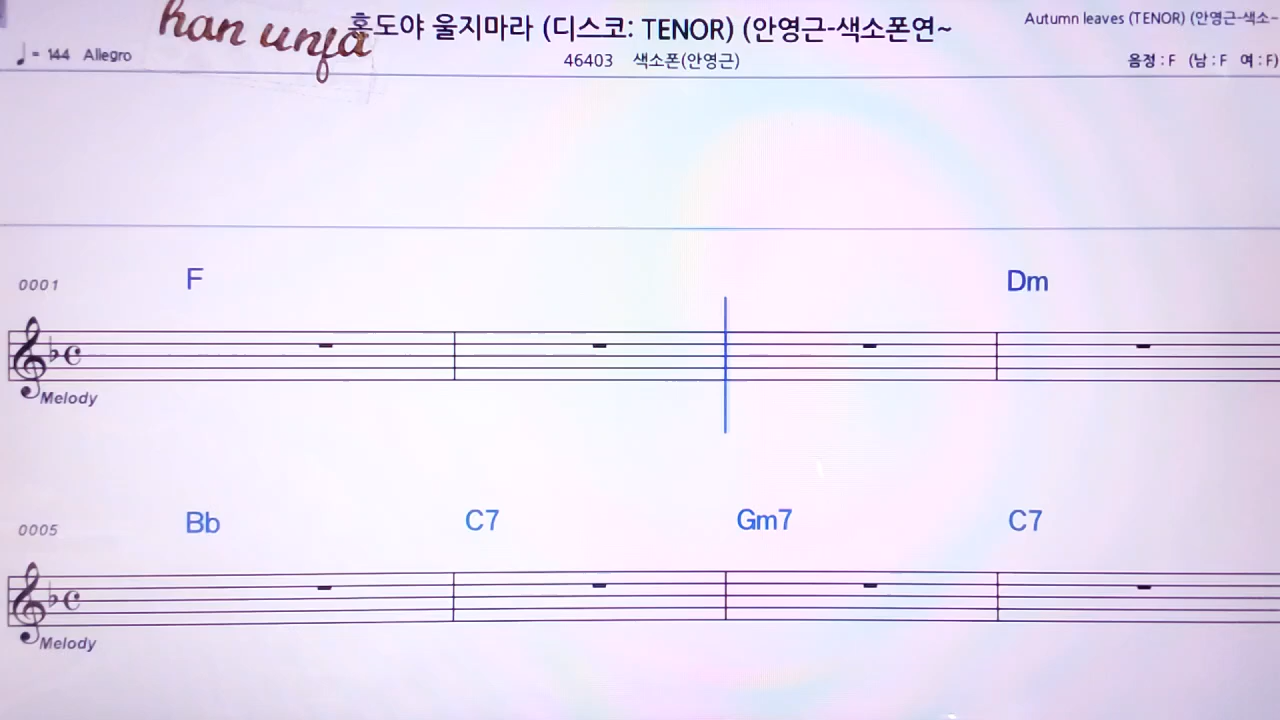 han unja
홍도야 울지마라 (디스코: TENOR) (안영근-색소폰연~
Autumn leaves (TENOR) (안영근-색소-
♩ = 144 Allegro
46403 색소폰(안영근)
음정 : F (남 : F 여 : F)
0001 F Dm
Melody
0005 Bb C7 Gm7 C7
Melody